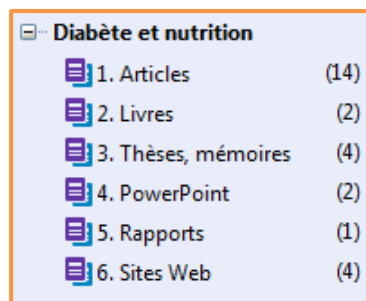 Diabète et nutrition
1. Articles (14)
2. Livres (2)
3. Thèses, mémoires (4)
4. PowerPoint (2)
5. Rapports (1)
6. Sites Web (4)